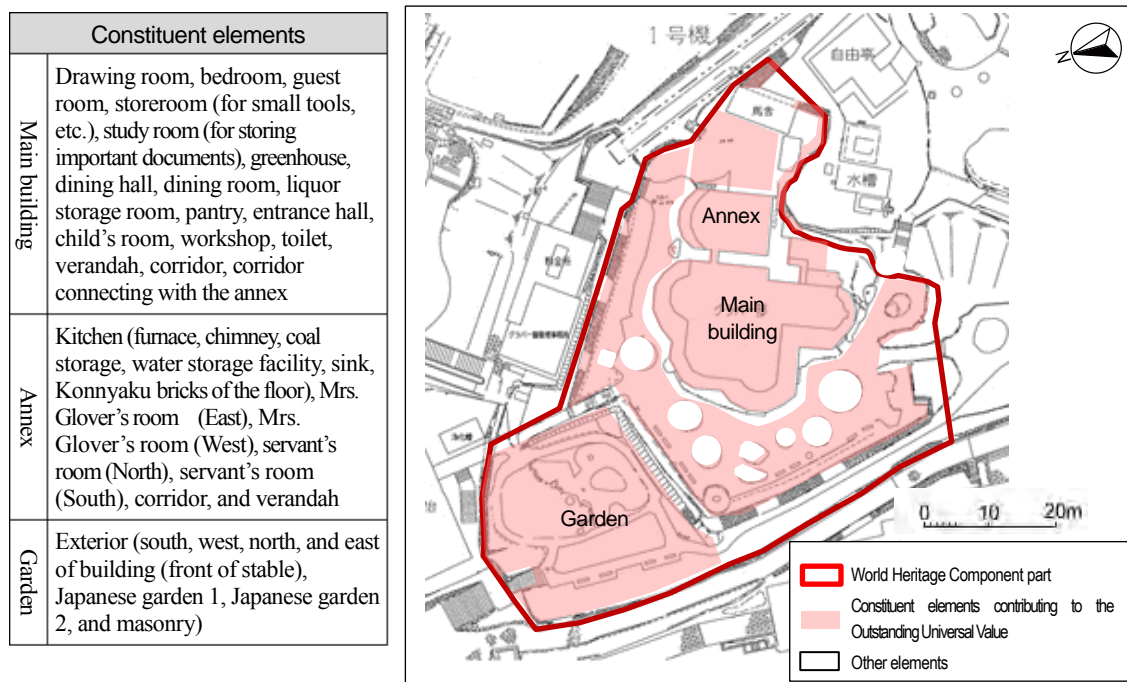 Constituent elements
Main building
Drawing room, bedroom, guest
room, storeroom (for small tools,
etc.), study room (for storing
important documents), greenhouse,
dining hall, dining room, liquor
storage room, pantry, entrance hall,
child's room, workshop, toilet,
verandah, corridor, corridor
connecting with the annex
Annex
Kitchen (furnace, chimney, coal
storage, water storage facility, sink,
Konnyaku bricks of the floor), Mrs.
Glover's room (East), Mrs.
Glover's room (West), servant's
room (North), servant's room
(South), corridor, and verandah
Garden
Exterior (south, west, north, and east
of building (front of stable),
Japanese garden 1, Japanese garden
2, and masonry)
1号機
自由亭
N
馬舎
水槽
Annex
Main
building
Garden
0 10 20m
World Heritage Component part
Constituent elements contributing to the
Outstanding Universal Value
Other elements